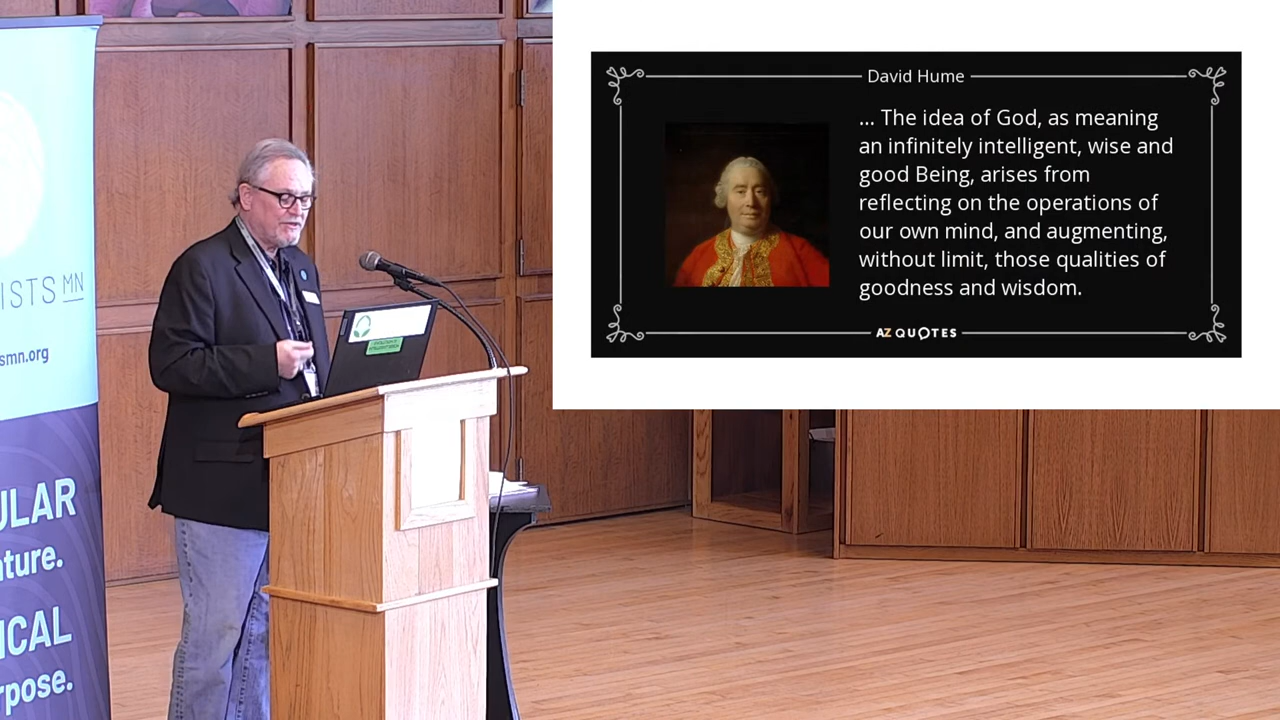 ISTS MN
smn.org
ULAR
ture.
ICAL
rpose.
David Hume
... The idea of God, as meaning
an infinitely intelligent, wise and
good Being, arises from
reflecting on the operations of
our own mind, and augmenting,
without limit, those qualities of
goodness and wisdom.
AZ QUOTES